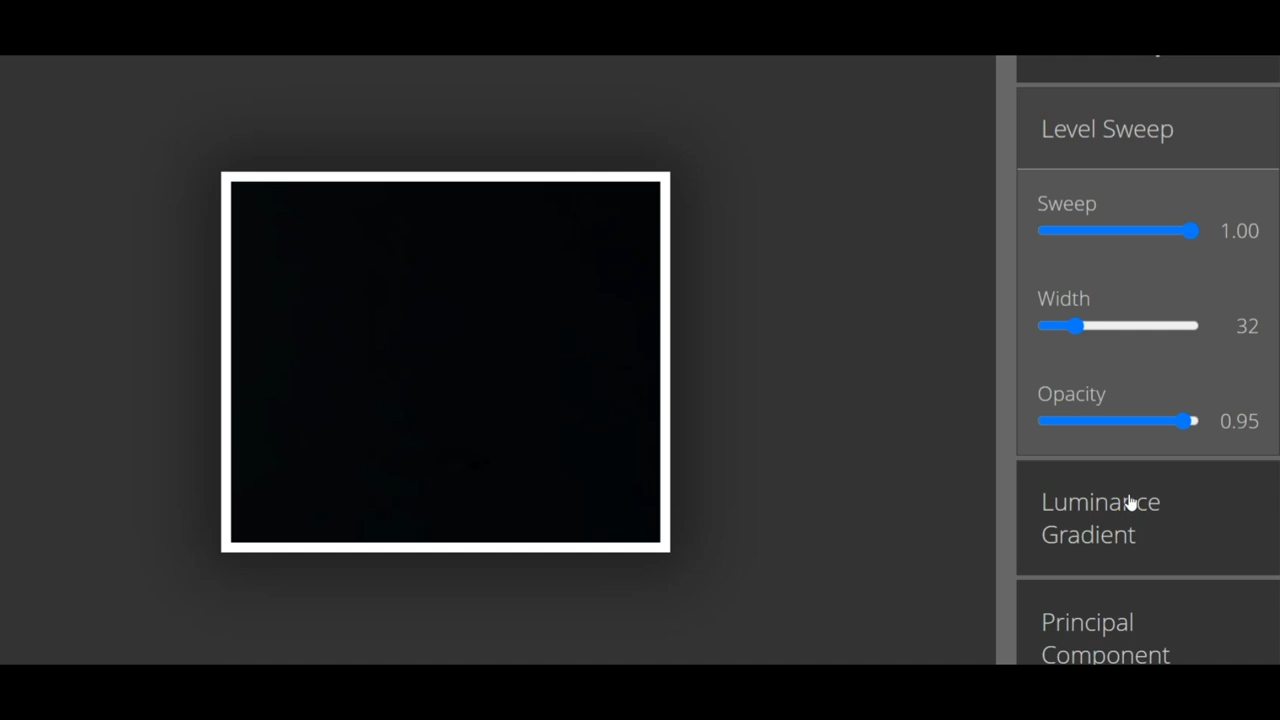 Level Sweep
Sweep
1.00
Width
32
Opacity
0.95
Luminance
Gradient
Principal
Component